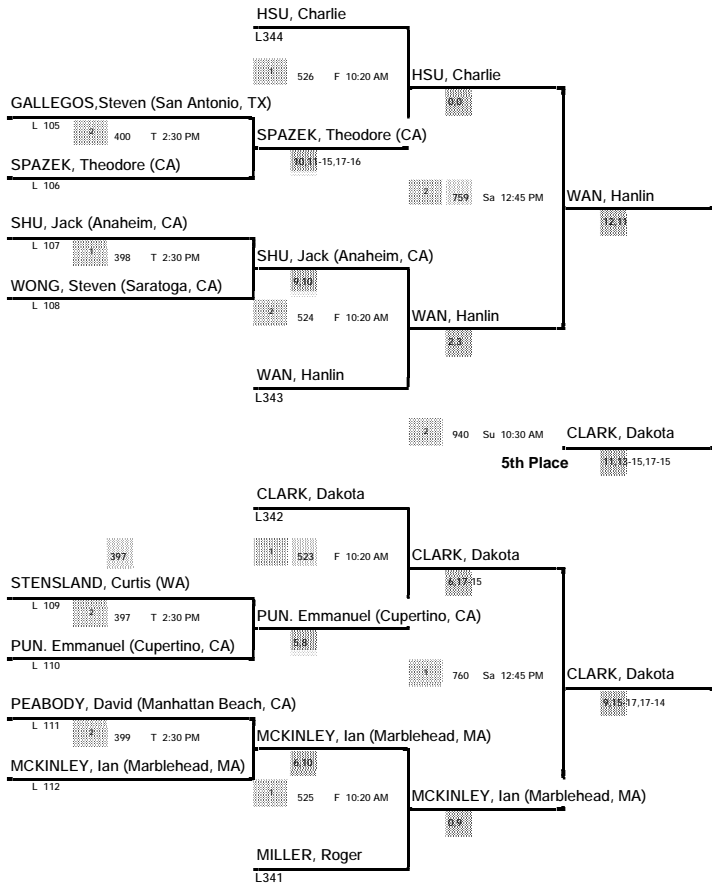 HSU, Charlie
L344
1 526 F 10:20 AM
HSU, Charlie
0,0
GALLEGOS,Steven (San Antonio, TX)
L 105
2 400 T 2:30 PM
SPAZEK, Theodore (CA)
10,11-15,17-16
SPAZEK, Theodore (CA)
L 106
2 759 Sa 12:45 PM
WAN, Hanlin
12,11
SHU, Jack (Anaheim, CA)
L 107
1 398 T 2:30 PM
SHU, Jack (Anaheim, CA)
9,10
WONG, Steven (Saratoga, CA)
L 108
2 524 F 10:20 AM
WAN, Hanlin
2,3
WAN, Hanlin
L343
2 940 Su 10:30 AM
CLARK, Dakota
5th Place
11,13-15,17-15
CLARK, Dakota
L342
397
1 523 F 10:20 AM
CLARK, Dakota
6,17-15
STENSLAND, Curtis (WA)
L 109
2 397 T 2:30 PM
PUN. Emmanuel (Cupertino, CA)
5,8
PUN. Emmanuel (Cupertino, CA)
L 110
1 760 Sa 12:45 PM
CLARK, Dakota
9,15-17,17-14
PEABODY, David (Manhattan Beach, CA)
L 111
2 399 T 2:30 PM
MCKINLEY, Ian (Marblehead, MA)
6,10
MCKINLEY, Ian (Marblehead, MA)
L 112
1 525 F 10:20 AM
MCKINLEY, Ian (Marblehead, MA)
0,9
MILLER, Roger
L341